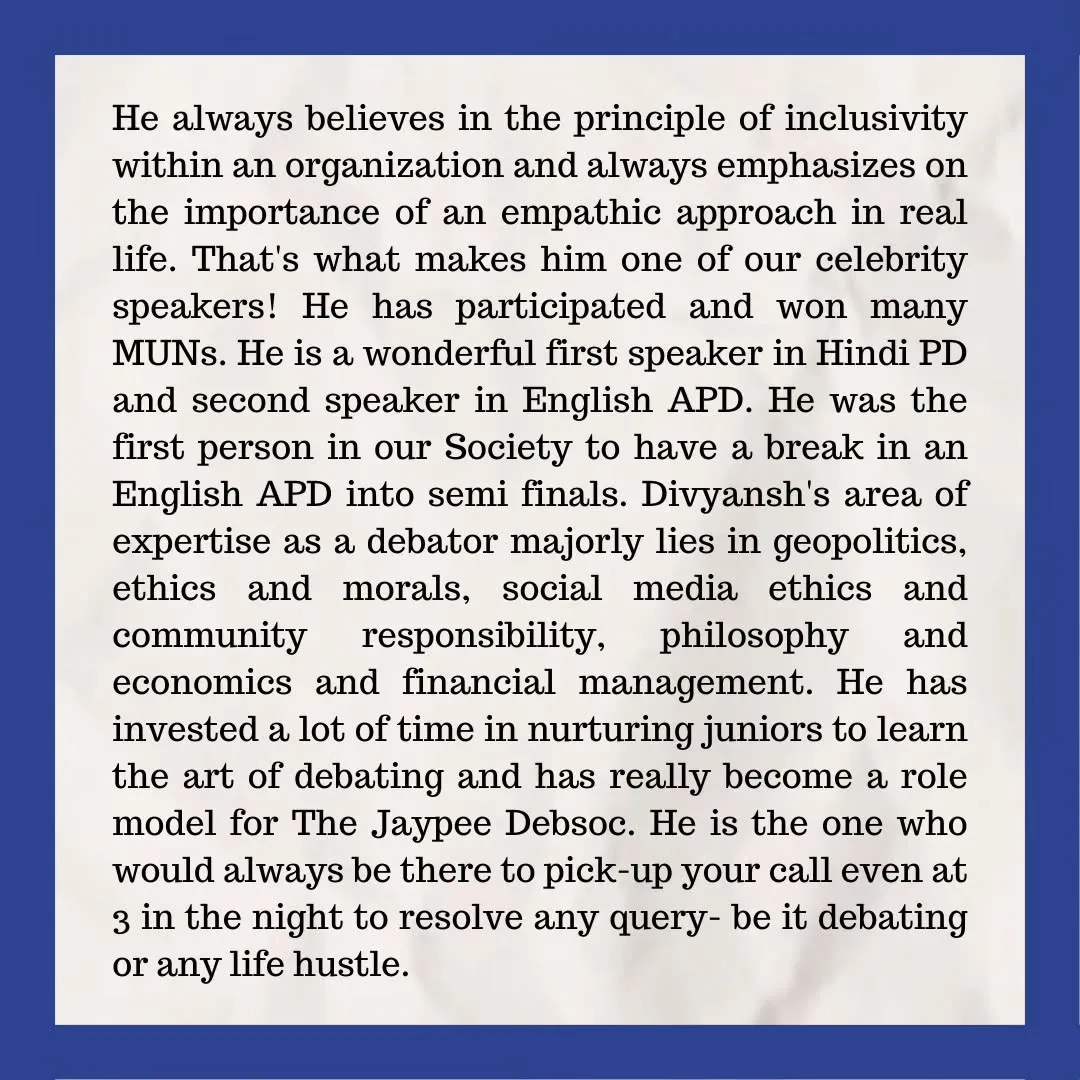 He always believes in the principle of inclusivity
within an organization and always emphasizes on
the importance of an empathic approach in real
life. That's what makes him one of our celebrity
speakers! He has participated and won many
MUNs. He is a wonderful first speaker in Hindi PD
and second speaker in English APD. He was the
first person in our Society to have a break in an
English APD into semi finals. Divyansh's area of
expertise as a debator majorly lies in geopolitics,
ethics and morals, social media ethics and
community responsibility, philosophy and
economics and financial management. He has
invested a lot of time in nurturing juniors to learn
the art of debating and has really become a role
model for The Jaypee Debsoc. He is the one who
would always be there to pick-up your call even at
3 in the night to resolve any query- be it debating
or any life hustle.